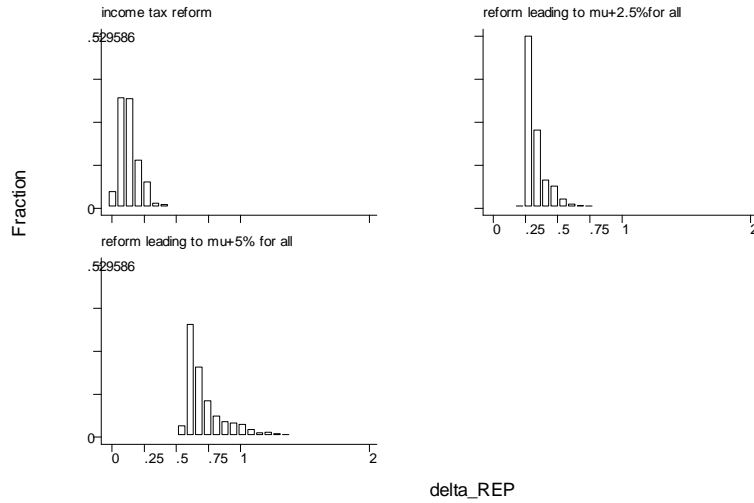 income tax reform
reform leading to mu+2.5%for all
.529586
0
0 .25 .5 .75 1 2
Fraction
reform leading to mu+5% for all
.529586
0
0 .25 .5 .75 1 2
delta_REP